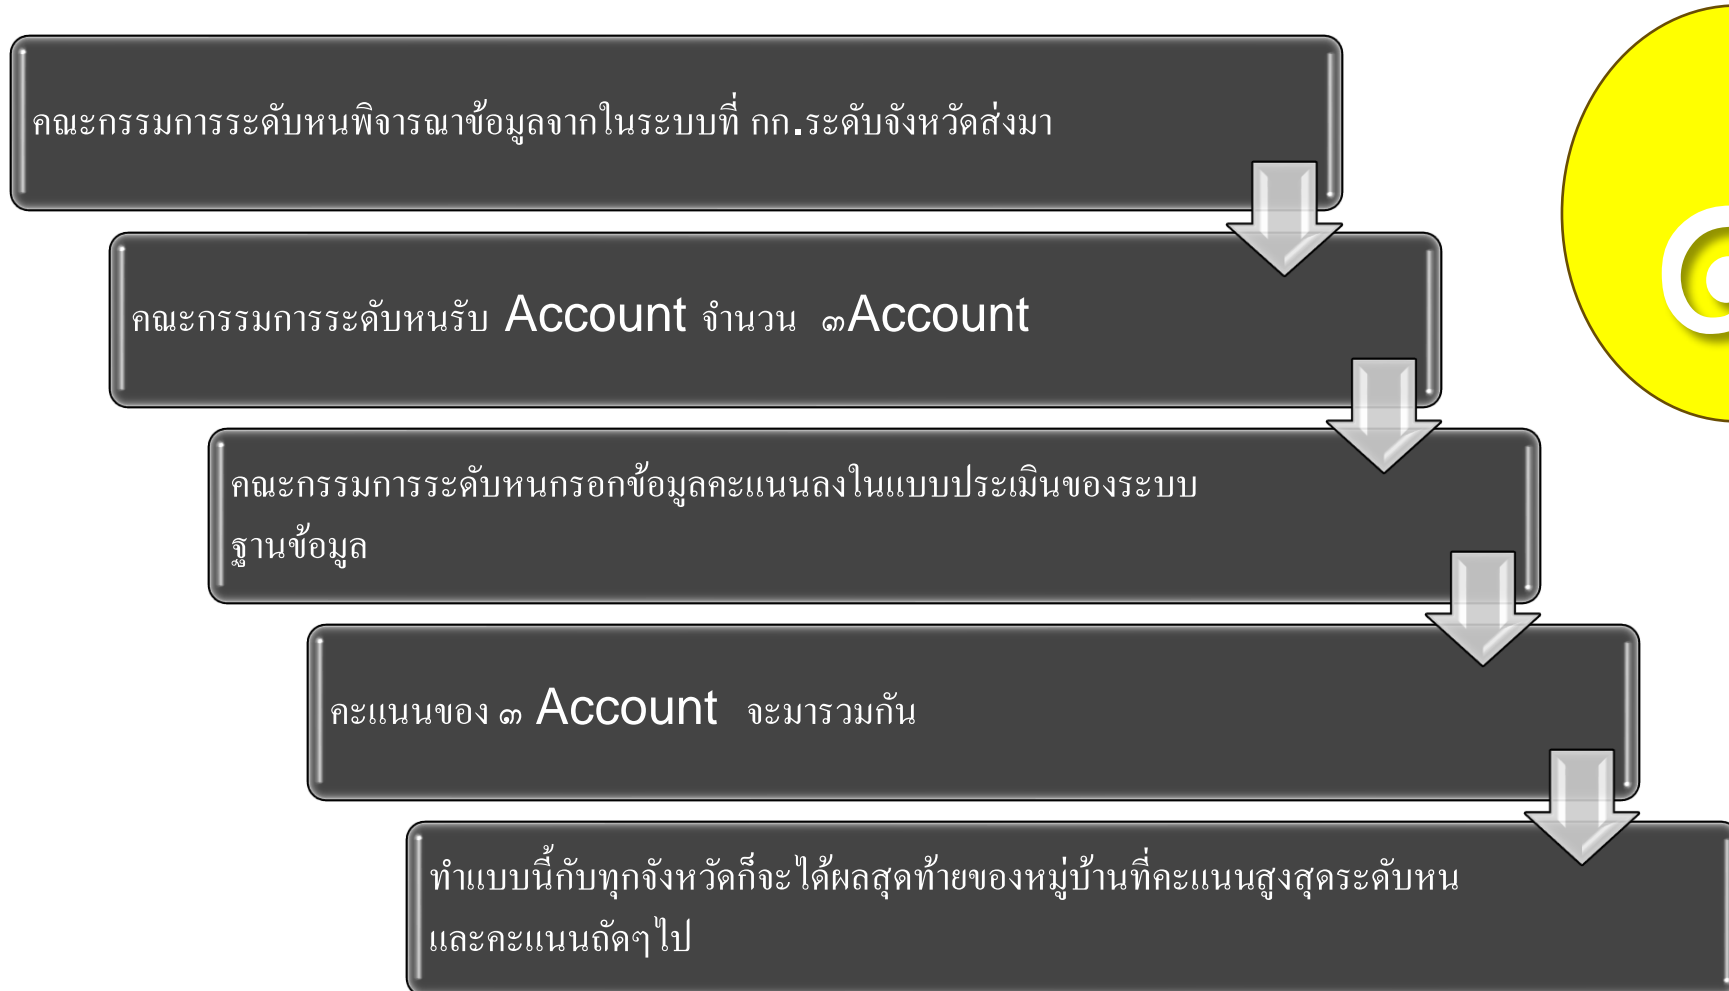 คณะกรรมการระดับหนพิจารณาข้อมูลจากในระบบที่ กก.ระดับจังหวัดส่งมา
คณะกรรมการระดับหนรับ Account จำนวน ๓Account
คณะกรรมการระดับหนกรอกข้อมูลคะแนนลงในแบบประเมินของระบบ
ฐานข้อมูล
คะแนนของ ๓ Account จะมารวมกัน
ทำแบบนี้กับทุกจังหวัดก็จะได้ผลสุดท้ายของหมู่บ้านที่คะแนนสูงสุดระดับหน
และคะแนนถัดๆไป